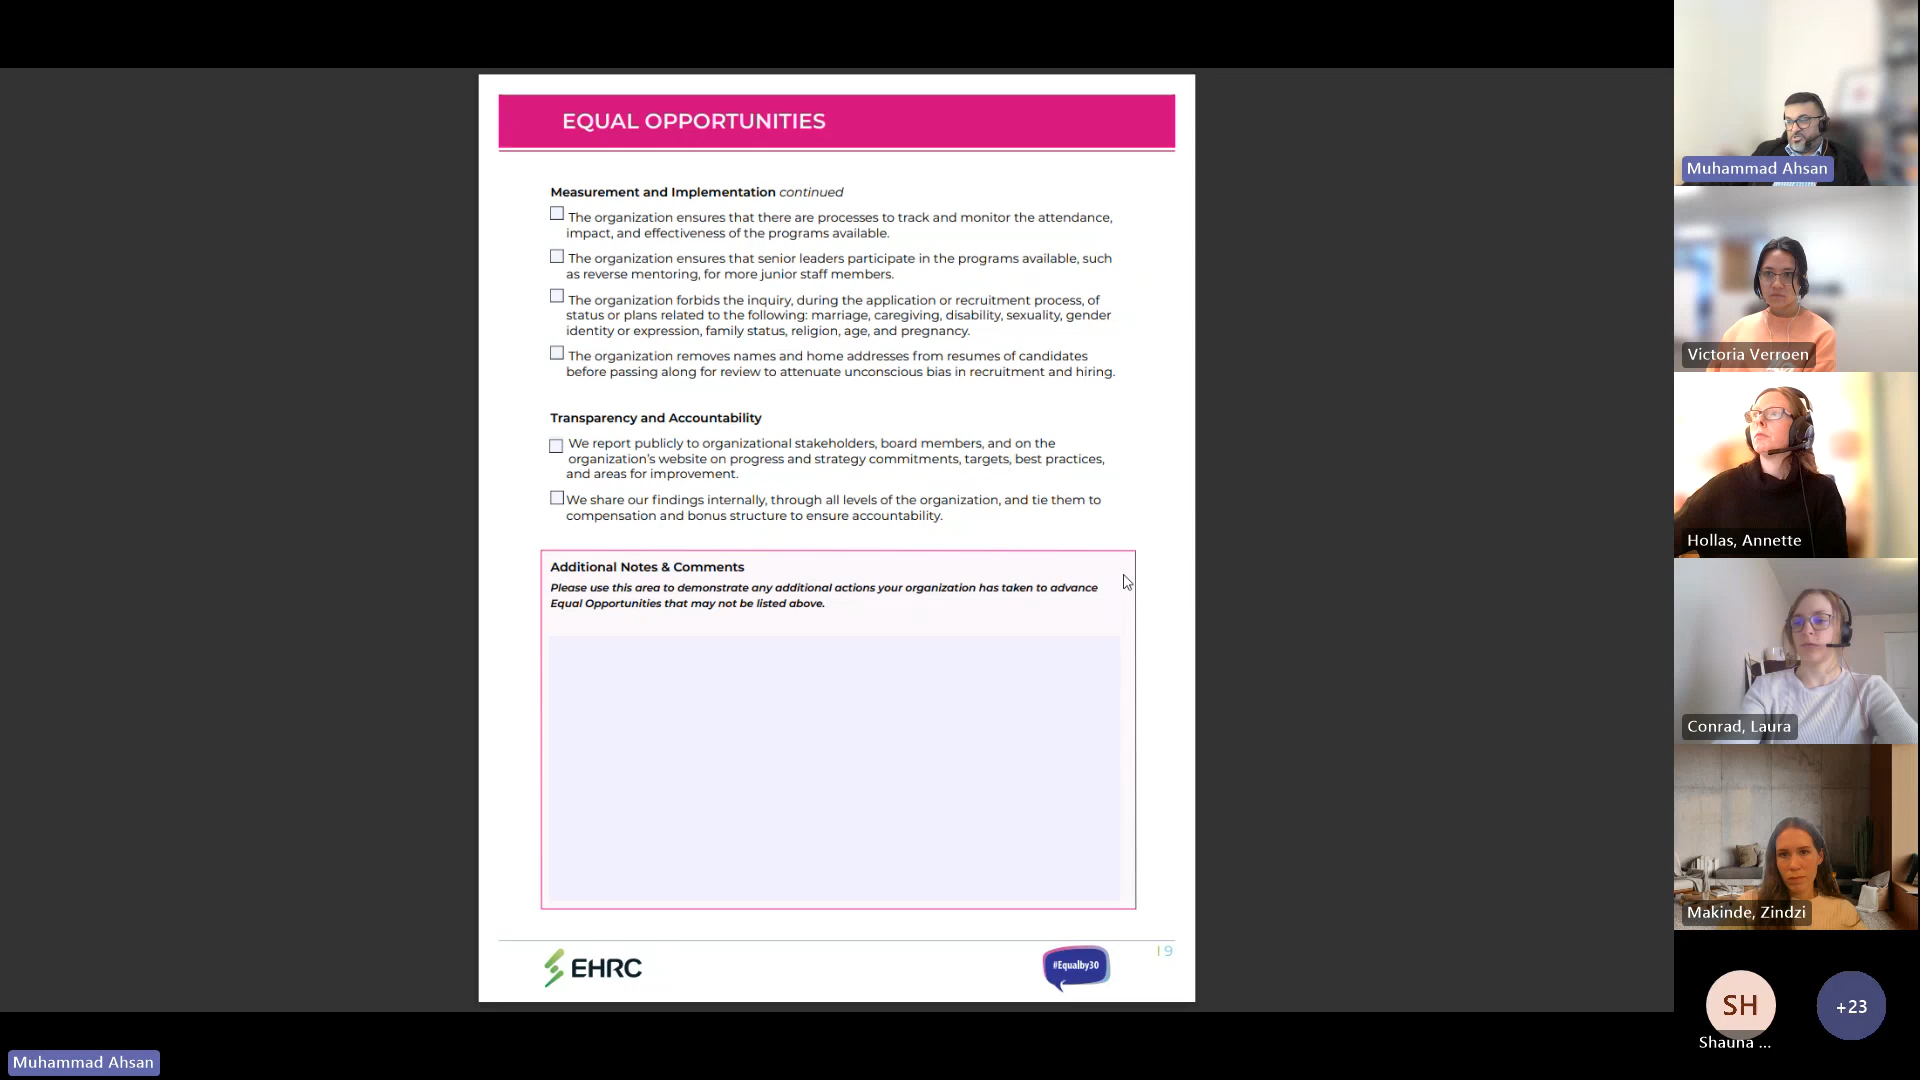 EQUAL OPPORTUNITIES
Measurement and Implementation continued
The organization ensures that there are processes to track and monitor the attendance,
impact, and effectiveness of the programs available.
The organization ensures that senior leaders participate in the programs available, such
as reverse mentoring, for more junior staff members.
The organization forbids the inquiry, during the application or recruitment process, of
status or plans related to the following: marriage, caregiving, disability, sexuality, gender
identity or expression, family status, religion, age, and pregnancy.
The organization removes names and home addresses from resumes of candidates
before passing along for review to attenuate unconscious bias in recruitment and hiring.
Transparency and Accountability
We report publicly to organizational stakeholders, board members, and on the
organization's website on progress and strategy commitments, targets, best practices,
and areas for improvement.
We share our findings internally, through all levels of the organization, and tie them to
compensation and bonus structure to ensure accountability.
Additional Notes & Comments
Please use this area to demonstrate any additional actions your organization has taken to advance
Equal Opportunities that may not be listed above.
EHRC
#Equalby30
| 9
Muhammad Ahsan
Victoria Verroen
Hollas, Annette
Conrad, Laura
Makinde, Zindzi
SH
Shauna ...
+23
Muhammad Ahsan